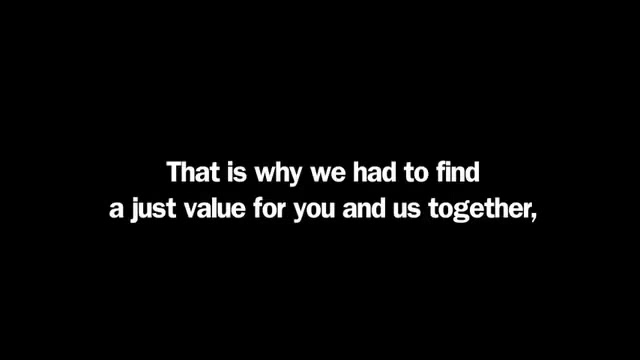 That is why we had to find
a just value for you and us together,